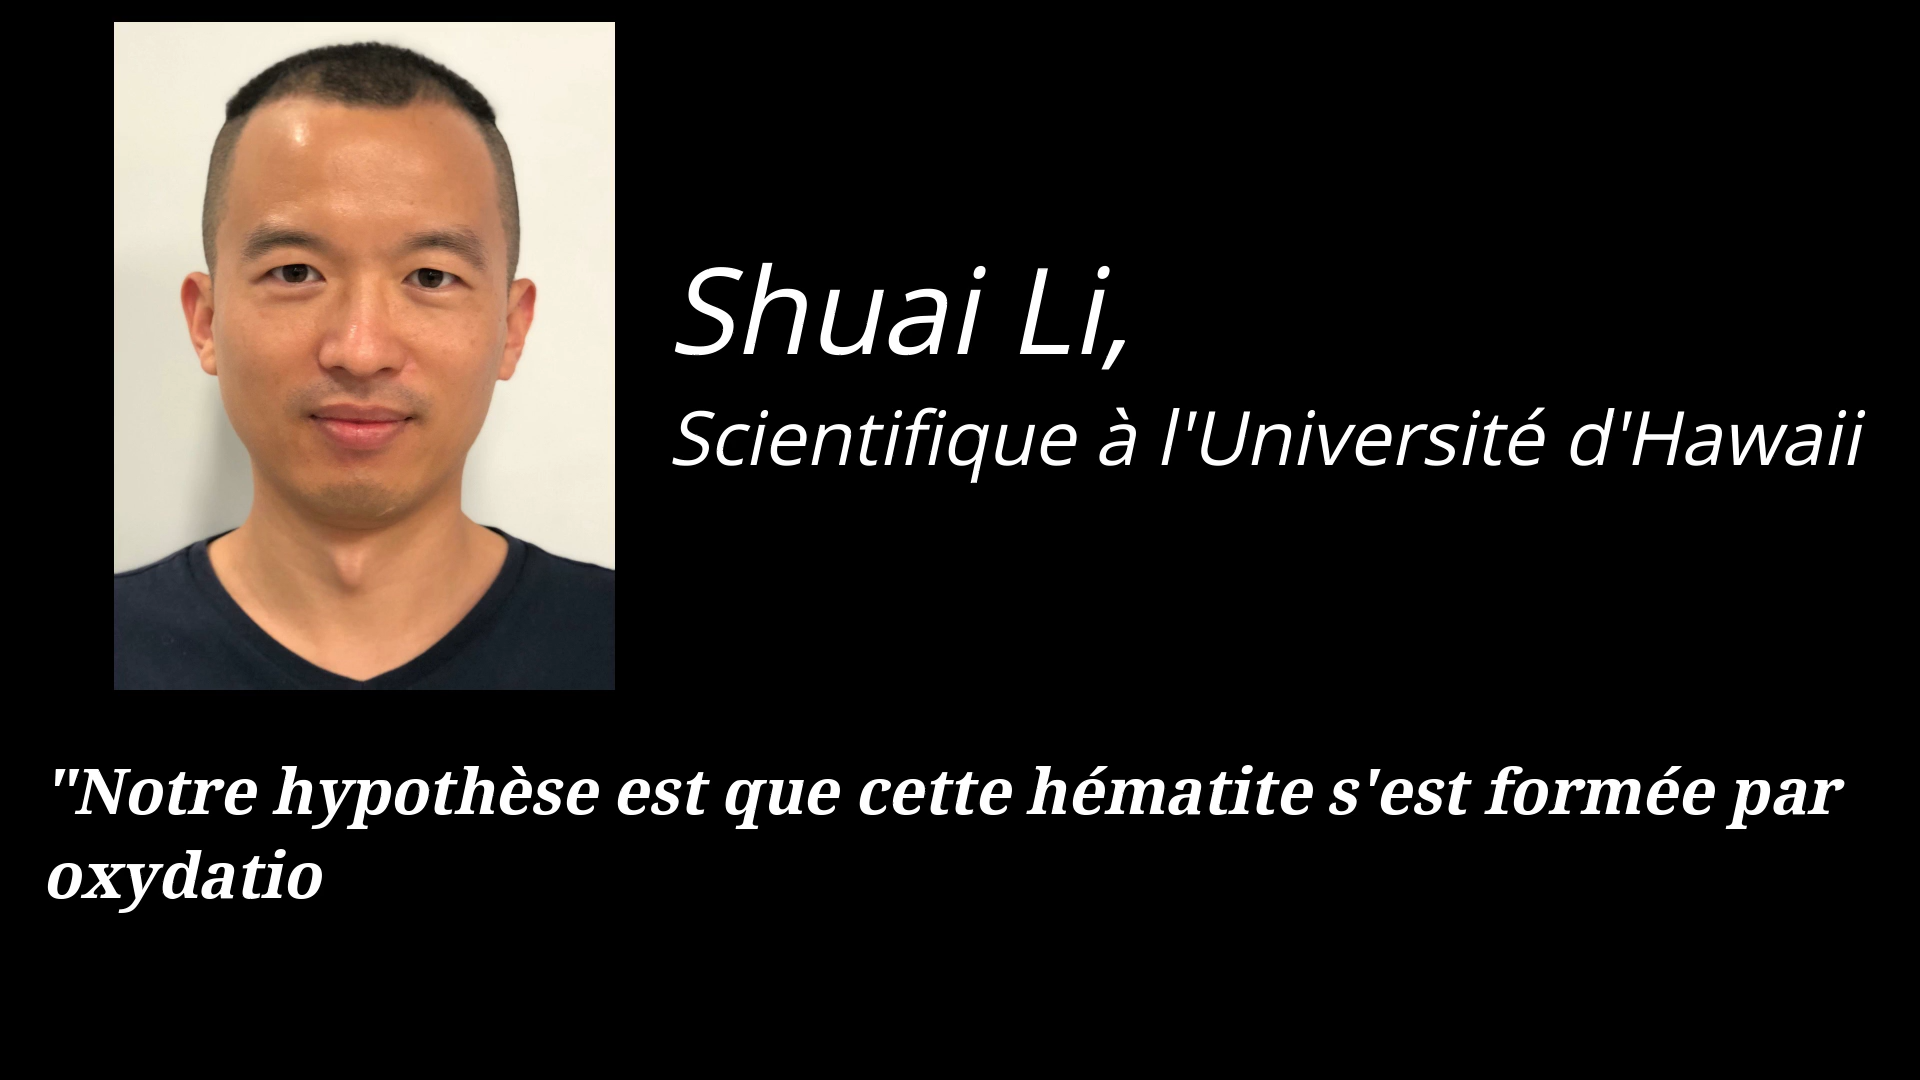 Shuai Li,
Scientifique à l'Université d'Hawaii
"Notre hypothèse est que cette hématite s'est formée par
oxydatio